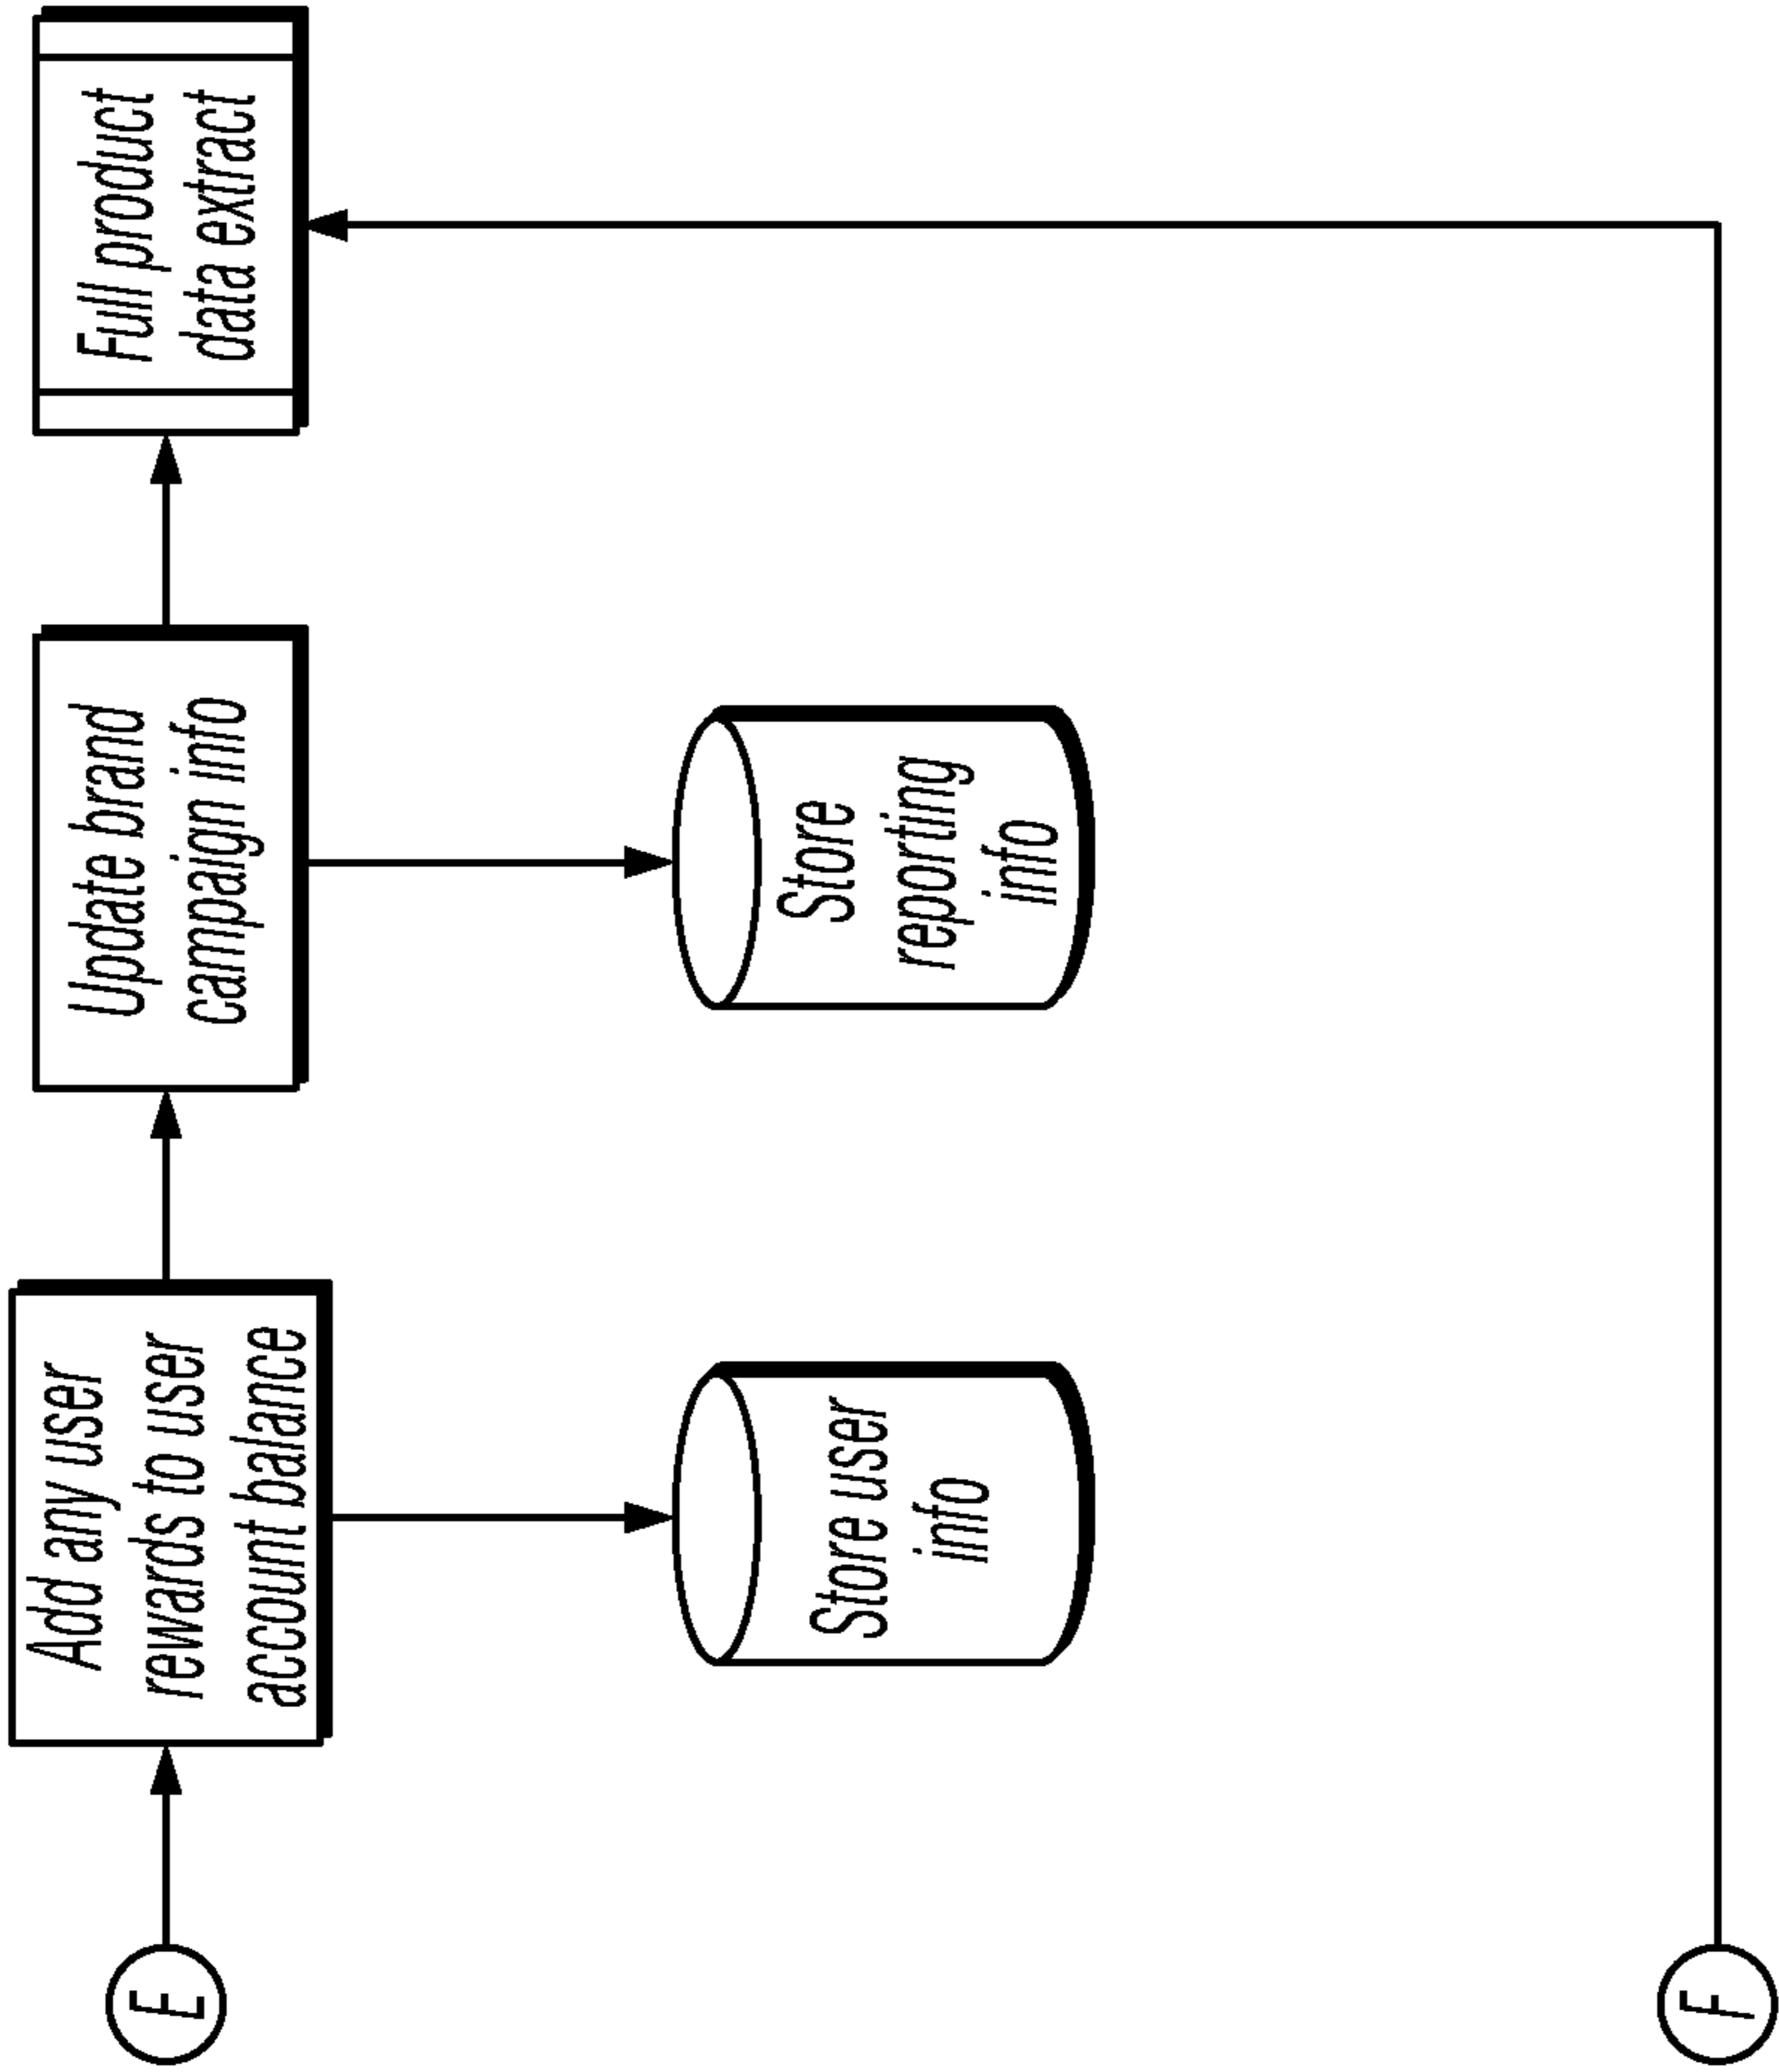 E
Add any user
rewards to user
account balance
Update brand
campaign info
Full product
data extract
Store user
info
Store
reporting
info
F